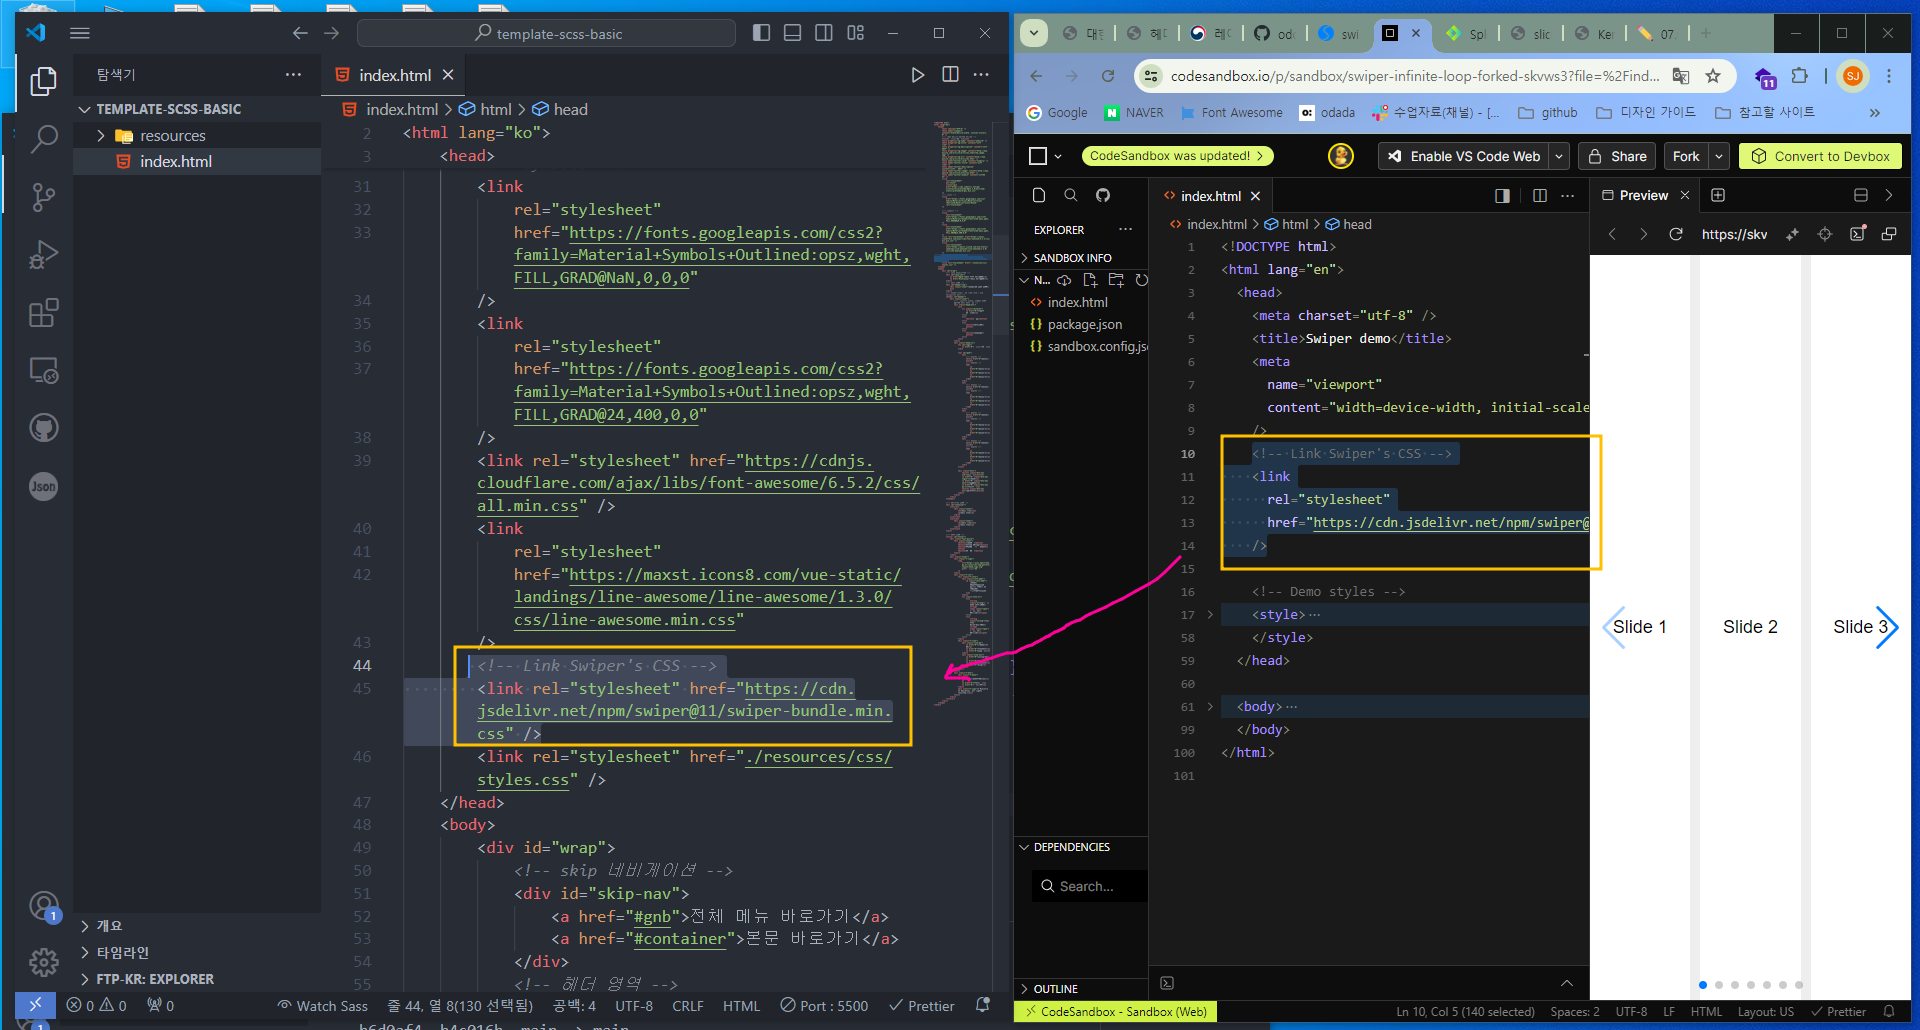 template-scss-basic
탐색기
index.html
TEMPLATE-SCSS-BASIC
resources
index.html
index.html > html > head
2 <html lang="ko">
3 <head>
31 <link
32 rel="stylesheet"
33 href="https://fonts.googleapis.com/css2?
family=Material+Symbols+Outlined:opsz,wght,
FILL,GRAD@NaN,0,0,0"
34 />
35 <link
36 rel="stylesheet"
37 href="https://fonts.googleapis.com/css2?
family=Material+Symbols+Outlined:opsz,wght,
FILL,GRAD@24,400,0,0"
38 />
39 <link rel="stylesheet" href="https://cdnjs.
cloudflare.com/ajax/libs/font-awesome/6.5.2/css/
all.min.css" />
40 <link
41 rel="stylesheet"
42 href="https://maxst.icons8.com/vue-static/
landings/line-awesome/line-awesome/1.3.0/
css/line-awesome.min.css"
43 />
44 <!-- Link Swiper's CSS -->
45 <link rel="stylesheet" href="https://cdn.
jsdelivr.net/npm/swiper@11/swiper-bundle.min.
css" />
46 <link rel="stylesheet" href="./resources/css/
styles.css" />
47 </head>
48 <body>
49 <div id="wrap">
50 <!-- skip 네비게이션 -->
51 <div id="skip-nav">
52 <a href="#gnb">전체 메뉴 바로가기</a>
53 <a href="#container">본문 바로가기</a>
54 </div>
55 <!-- 헤더 영역 -->
Json
1
개요
타임라인
FTP-KR: EXPLORER
0 0 0 Watch Sass 줄 44, 열 8(130 선택됨) 공백: 4 UTF-8 CRLF HTML Port : 5500 Prettier
swi
Spl
slic
07.
codesandbox.io/p/sandbox/swiper-infinite-loop-forked-skvws3?file=%2Find...
11
SJ
Google NAVER Font Awesome odada 수업자료(채널) - [... github 디자인 가이드 참고할 사이트
CodeSandbox was updated! Enable VS Code Web Share Fork Convert to Devbox
index.html
EXPLORER
SANDBOX INFO
N...
index.html
package.json
sandbox.config.js
index.html > html > head
1 <!DOCTYPE html>
2 <html lang="en">
3 <head>
4 <meta charset="utf-8" />
5 <title>Swiper demo</title>
6 <meta
7 name="viewport"
8 content="width=device-width, initial-scale
9 />
10 <!-- Link Swiper's CSS -->
11 <link
12 rel="stylesheet"
13 href="https://cdn.jsdelivr.net/npm/swiper@
14 />
15
16 <!-- Demo styles -->
17 <style>···
58 </style>
59 </head>
60
61 <body>···
99 </body>
100 </html>
101
DEPENDENCIES
Search...
OUTLINE
Preview
https://skv
Slide 1 Slide 2 Slide 3
CodeSandbox - Sandbox (Web) Ln 10, Col 5 (140 selected) Spaces: 2 UTF-8 LF HTML Layout: US Prettier